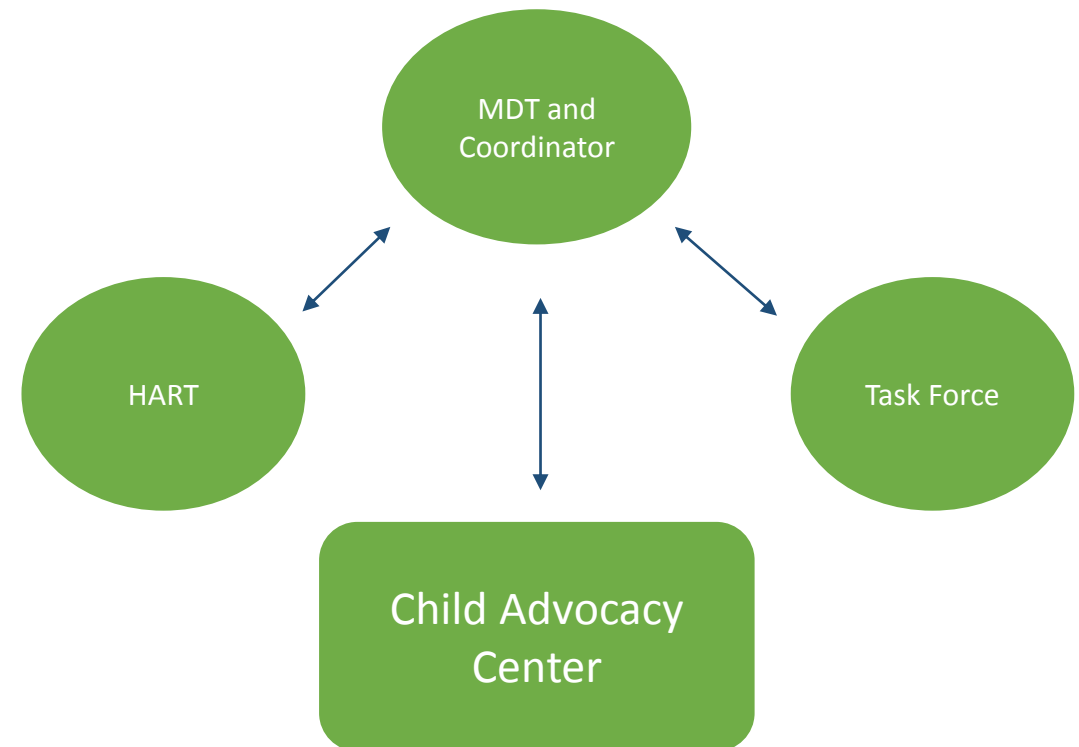 MDT and
Coordinator
HART
Task Force
Child Advocacy
Center